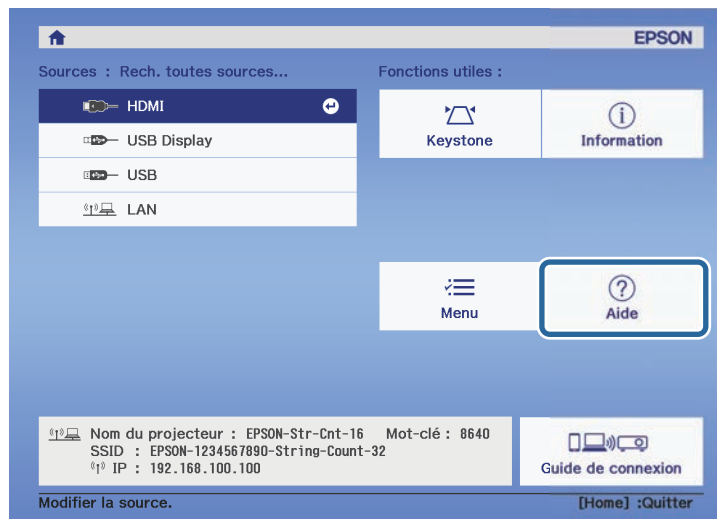 EPSON
Sources : Rech. toutes sources...
HDMI
USB Display
USB
LAN
Fonctions utiles :
Keystone
Information
Menu
Aide
Nom du projecteur : EPSON-Str-Cnt-16 Mot-clé : 8640
SSID : EPSON-1234567890-String-Count-32
IP : 192.168.100.100
Guide de connexion
Modifier la source.
[Home] :Quitter